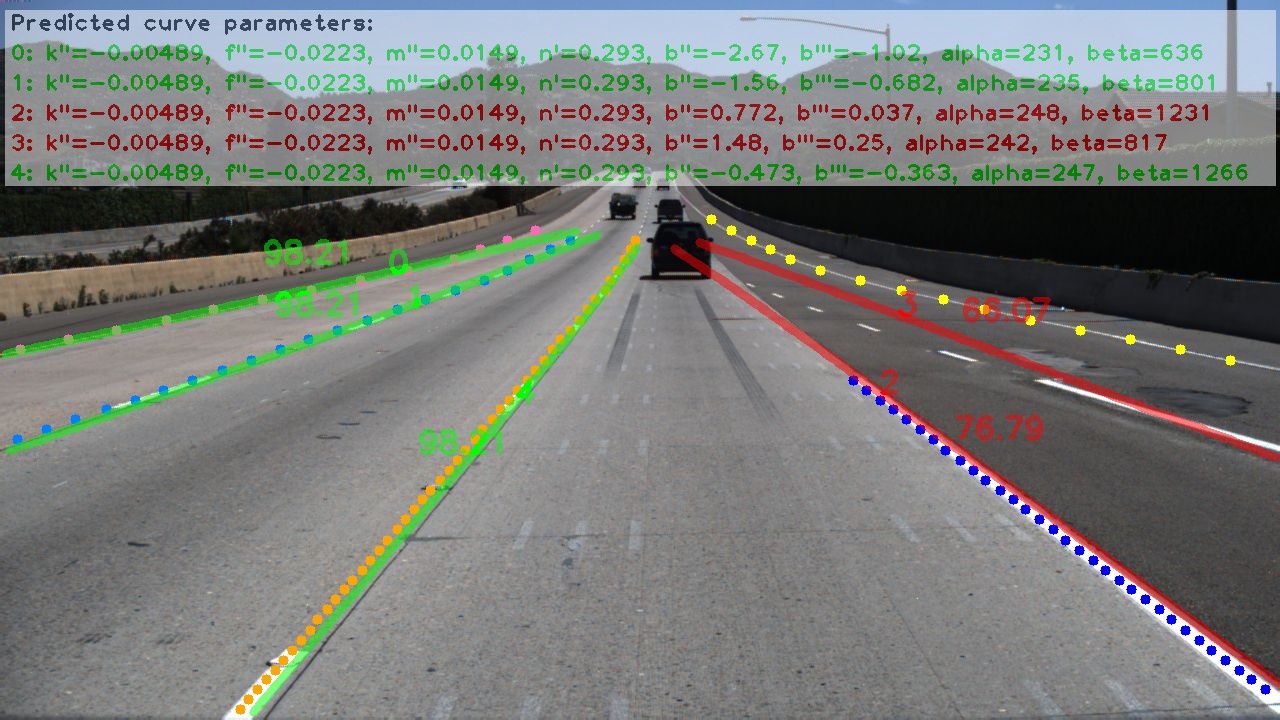 Predicted curve parameters:
0: k''=-0.00489, f''=-0.0223, m''=0.0149, n'=0.293, b''=-2.67, b'''=-1.02, alpha=231, beta=636
1: k''=-0.00489, f''=-0.0223, m''=0.0149, n'=0.293, b''=-1.56, b'''=-0.682, alpha=235, beta=801
2: k''=-0.00489, f''=-0.0223, m''=0.0149, n'=0.293, b''=0.772, b'''=0.037, alpha=248, beta=1231
3: k''=-0.00489, f''=-0.0223, m''=0.0149, n'=0.293, b''=1.48, b'''=0.25, alpha=242, beta=817
4: k''=-0.00489, f''=-0.0223, m''=0.0149, n'=0.293, b''=-0.473, b'''=-0.363, alpha=247, beta=1266
98.21 0
98.21 1
3 66.07
2
76.79